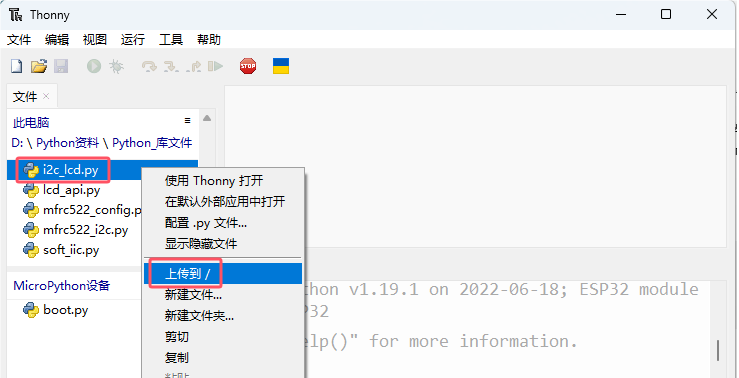 Thonny
文件 编辑 视图 运行 工具 帮助
STOP
文件 ×
此电脑
D: \ Python资料 \ Python_库文件
i2c_lcd.py
lcd_api.py
mfrc522_config.p
mfrc522_i2c.py
soft_iic.py
MicroPython设备
boot.py
使用 Thonny 打开
在默认外部应用中打开
配置 .py 文件...
显示隐藏文件
上传到 /
新建文件...
新建文件夹...
剪切
复制
thon v1.19.1 on 2022-06-18; ESP32 module
P32
elp()" for more information.